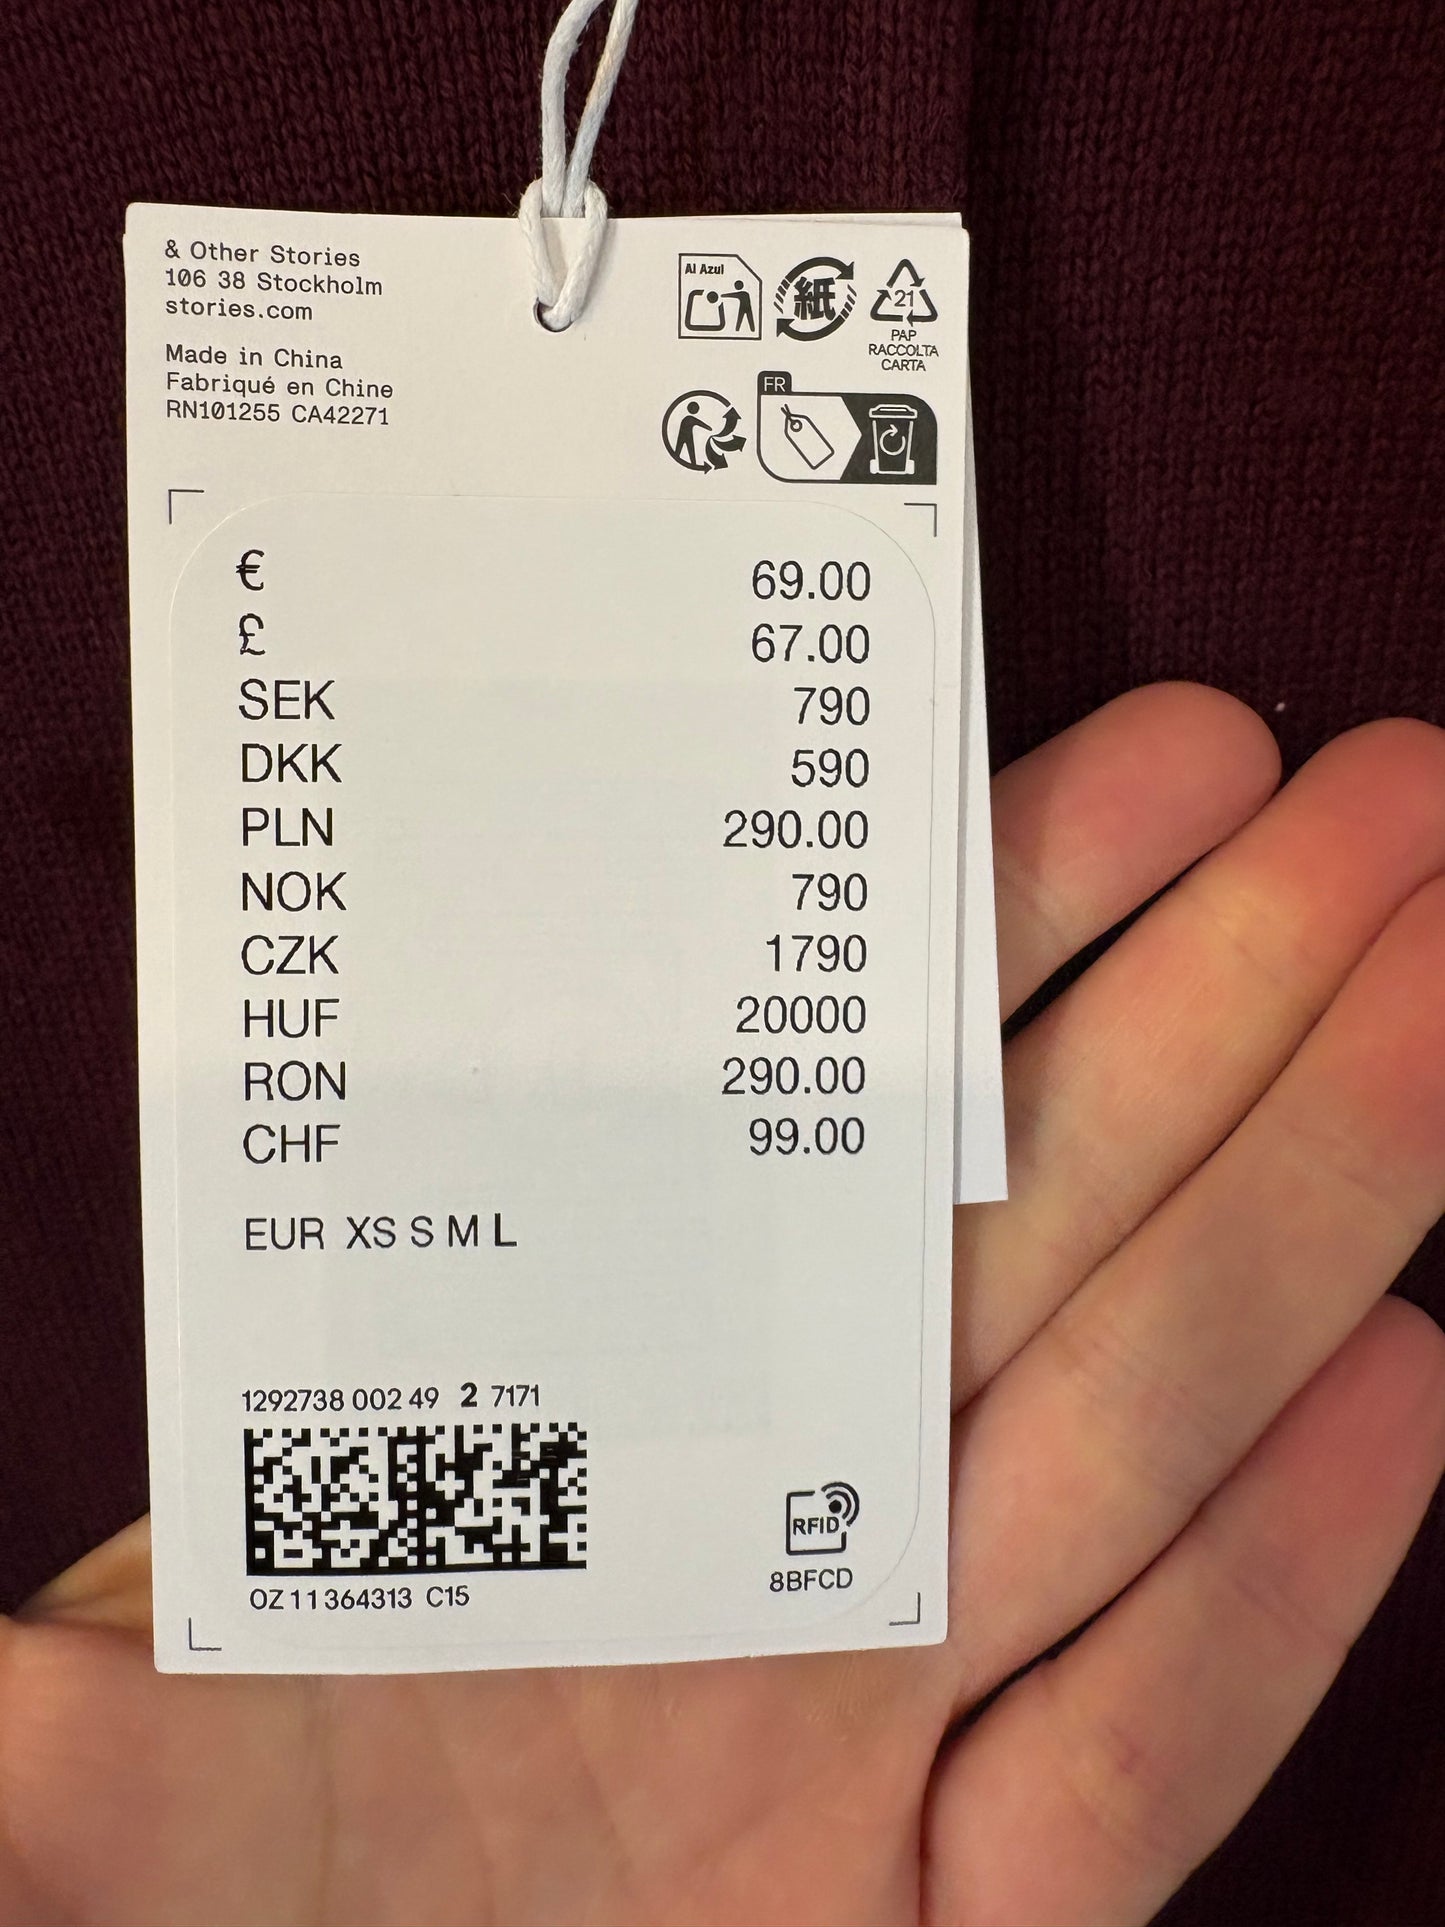 & Other Stories
106 38 Stockholm
stories.com
Made in China
Fabriqué en Chine
RN101255 CA42271
Al Azul
紙
21
PAP
RACCOLTA
CARTA
FR
€ 69.00
£ 67.00
SEK 790
DKK 590
PLN 290.00
NOK 790
CZK 1790
HUF 20000
RON 290.00
CHF 99.00
EUR XS S M L
1292738 002 49 2 7171
OZ 11 364313 C15
RFID
8BFCD